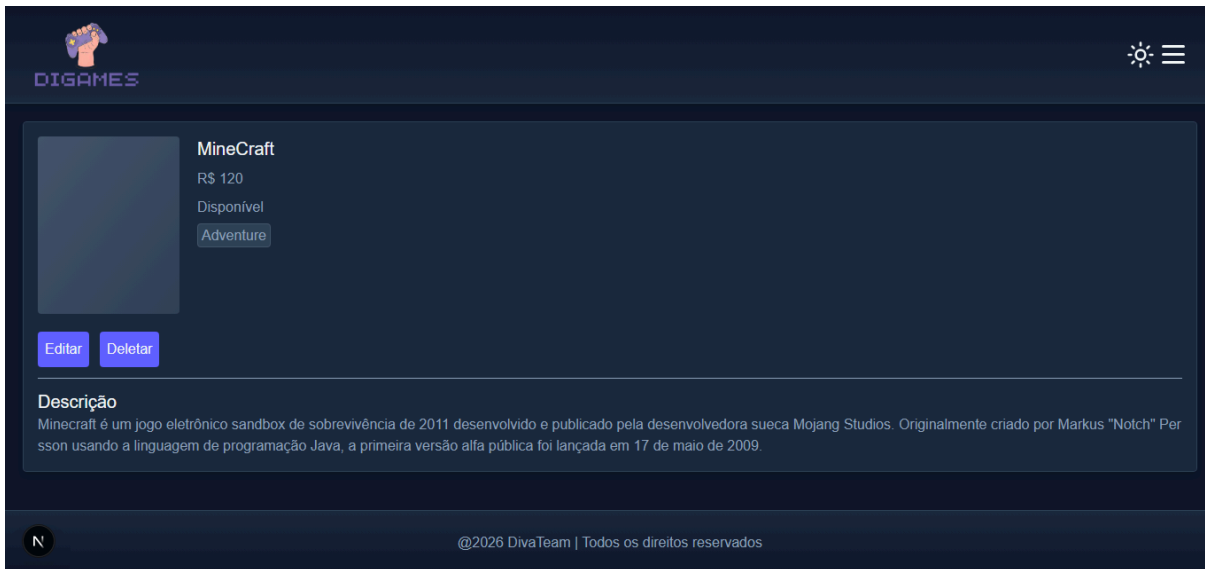 DIGAMES
MineCraft
R$ 120
Disponível
Adventure
Editar Deletar
Descrição
Minecraft é um jogo eletrônico sandbox de sobrevivência de 2011 desenvolvido e publicado pela desenvolvedora sueca Mojang Studios. Originalmente criado por Markus "Notch" Per
sson usando a linguagem de programação Java, a primeira versão alfa pública foi lançada em 17 de maio de 2009.
N
@2026 DivaTeam | Todos os direitos reservados